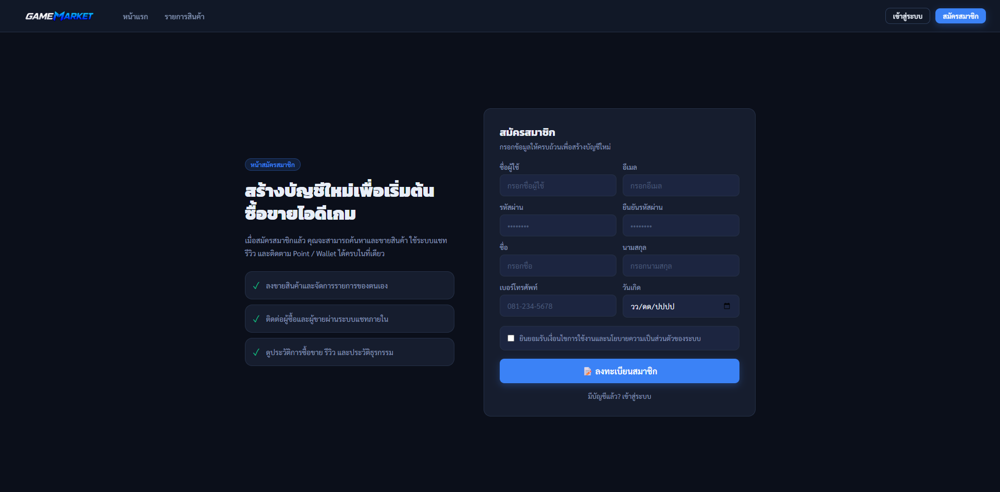 GAMEMARKET
หน้าแรก
รายการสินค้า
เข้าสู่ระบบ
สมัครสมาชิก
หน้าสมัครสมาชิก
สร้างบัญชีใหม่เพื่อเริ่มต้น
ซื้อขายไอดีเกม
เมื่อสมัครสมาชิกแล้ว คุณจะสามารถค้นหาและขายสินค้า ใช้ระบบแชท
รีวิว และติดตาม Point / Wallet ได้ครบในที่เดียว
✓ ลงขายสินค้าและจัดการรายการของตนเอง
✓ ติดต่อผู้ซื้อและผู้ขายผ่านระบบแชทภายใน
✓ ดูประวัติการซื้อขาย รีวิว และประวัติธุรกรรม
สมัครสมาชิก
กรอกข้อมูลให้ครบถ้วนเพื่อสร้างบัญชีใหม่
ชื่อผู้ใช้
กรอกชื่อผู้ใช้
อีเมล
กรอกอีเมล
รหัสผ่าน
••••••••
ยืนยันรหัสผ่าน
••••••••
ชื่อ
กรอกชื่อ
นามสกุล
กรอกนามสกุล
เบอร์โทรศัพท์
081-234-5678
วันเกิด
วว/ดด/ปปปป
ยินยอมรับเงื่อนไขการใช้งานและนโยบายความเป็นส่วนตัวของระบบ
📝 ลงทะเบียนสมาชิก
มีบัญชีแล้ว? เข้าสู่ระบบ